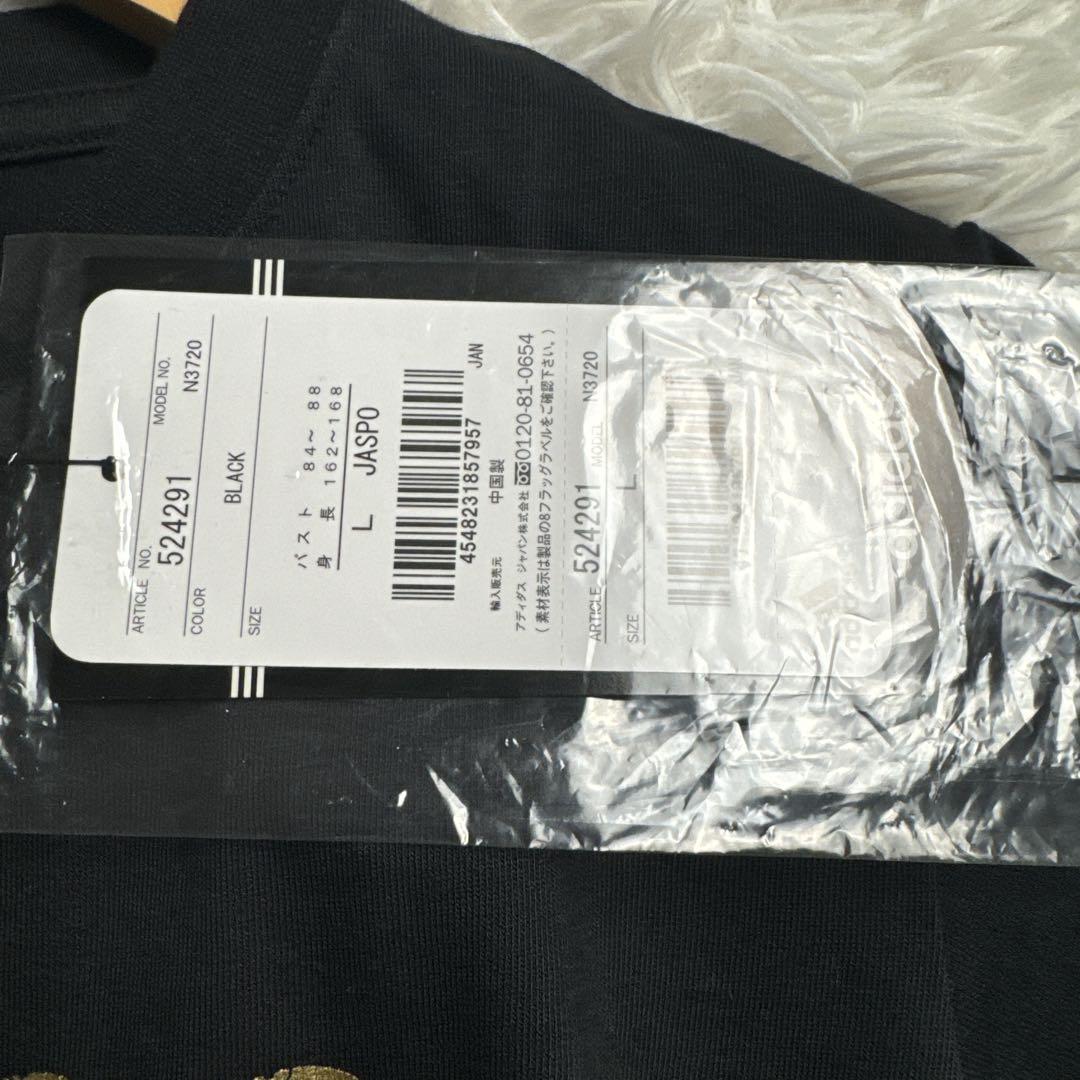 ARTICLE NO. MODEL NO.
524291 N3720
COLOR
BLACK
SIZE
バスト 84～ 88
身 長 162～168
L JASPO
JAN
4548231857957
輸入販売元 中国製
アディダス ジャパン株式会社 0120-81-0654
(素材表示は製品の8フラッグラベルをご確認下さい。)
ARTICLE 524291 MODEL N3720
SIZE L
adidas